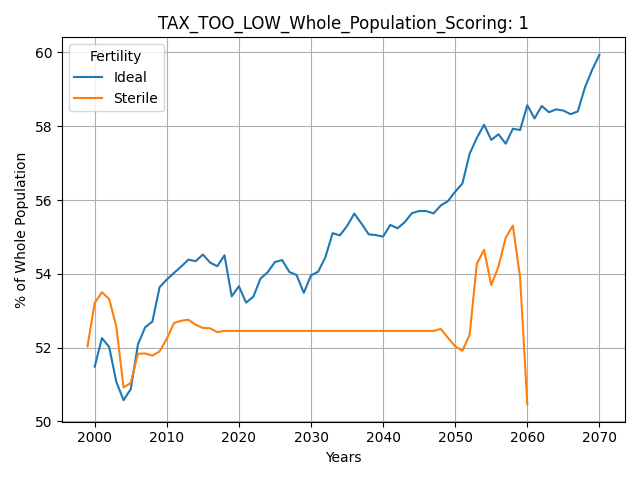 TAX_TOO_LOW_Whole_Population_Scoring: 1
Fertility
Ideal
Sterile
% of Whole Population
60
58
56
54
52
50
2000 2010 2020 2030 2040 2050 2060 2070
Years